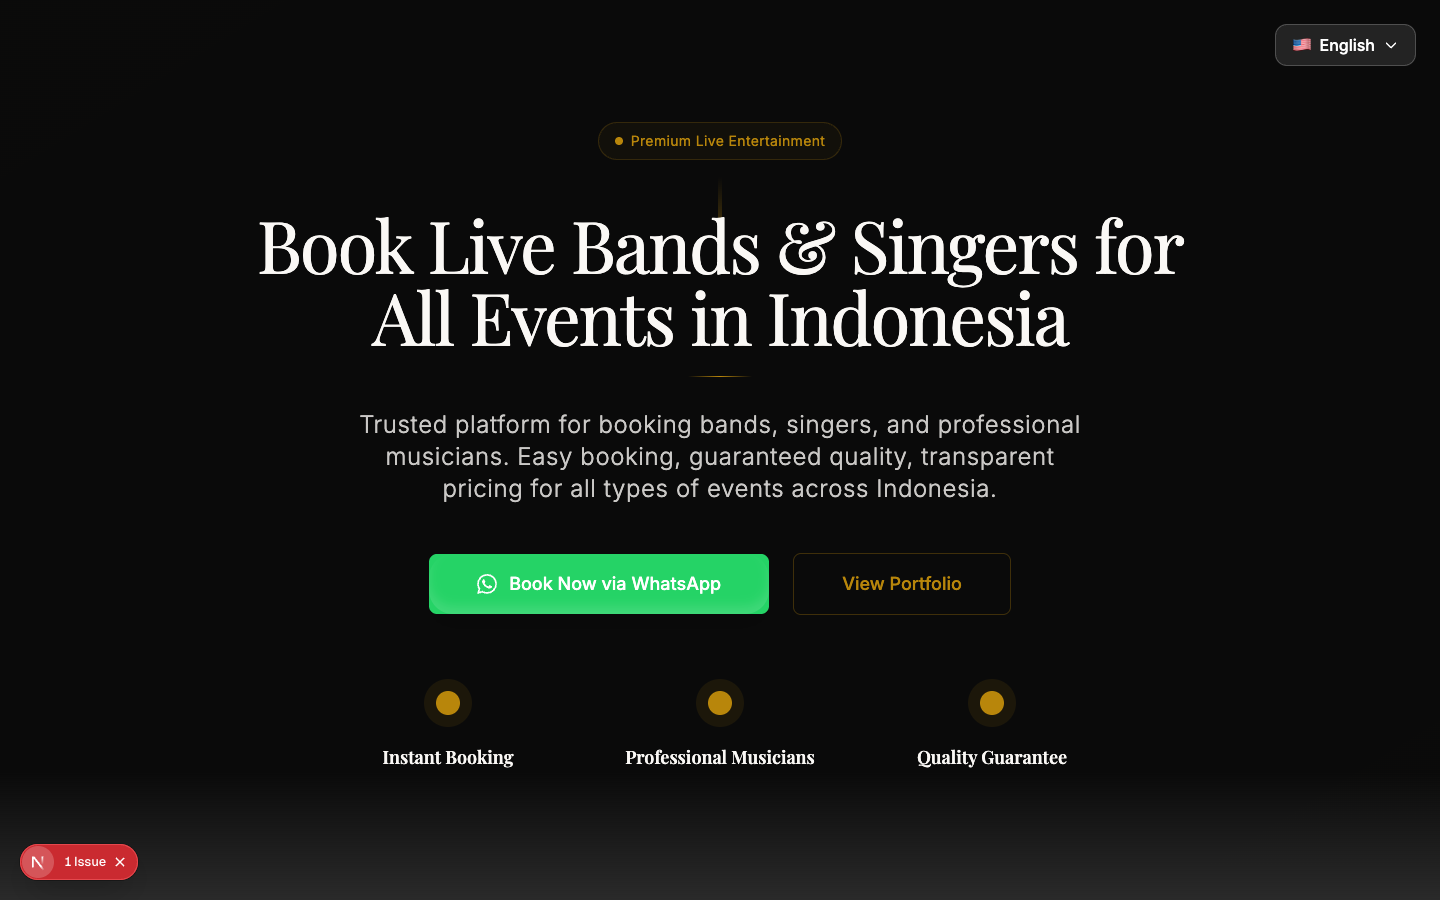 English
Premium Live Entertainment
Book Live Bands & Singers for
All Events in Indonesia
Trusted platform for booking bands, singers, and professional
musicians. Easy booking, guaranteed quality, transparent
pricing for all types of events across Indonesia.
Book Now via WhatsApp
View Portfolio
Instant Booking
Professional Musicians
Quality Guarantee
N 1 Issue